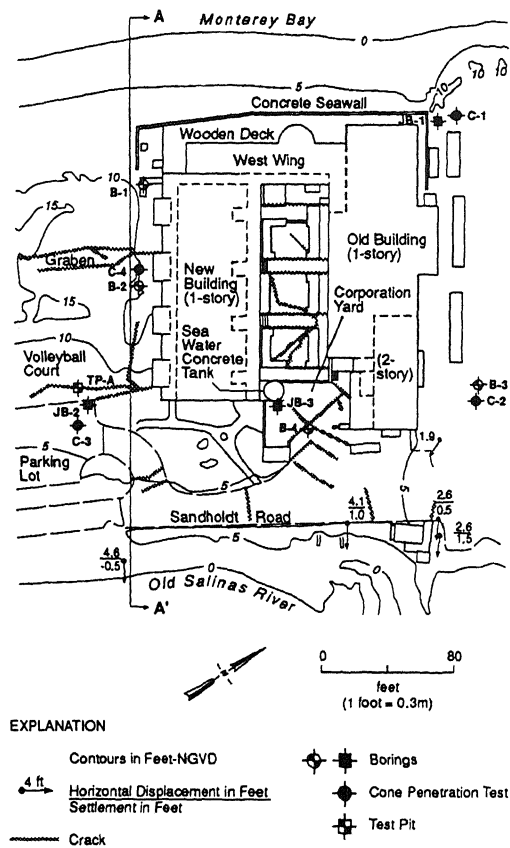 A
Monterey Bay
0
5
10
10
10
Concrete Seawall
JB-1
C-1
Wooden Deck
West Wing
10
B-1
15
Graben
C-4
B-2
Old Building
(1-story)
New
Building
(1-story)
Corporation
Yard
15
10
Sea
Water
Concrete
Tank
(2-
story)
Volleyball
Court
TP-A
B-3
JB-2
JB-3
C-2
C-3
B-4
1.9
5
Parking
Lot
5
5
4.1
1.0
2.6
0.5
Sandholdt Road
5
2.6
1.5
4.6
-0.5
0
Old Salinas River
0
A'
0 80
feet
(1 foot = 0.3m)
EXPLANATION
Contours in Feet-NGVD
Borings
4 ft
Horizontal Displacement in Feet
Settlement in Feet
Cone Penetration Test
Test Pit
Crack